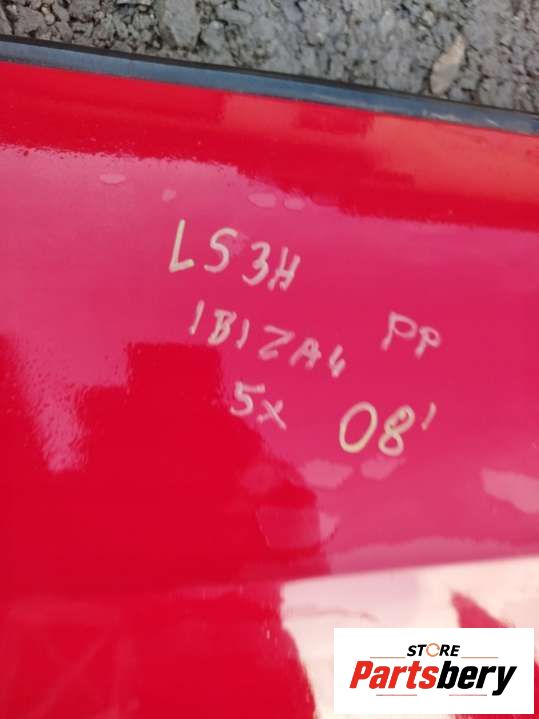 LS3H
IBIZA4 PP
5X 08'
STORE
Partsbery